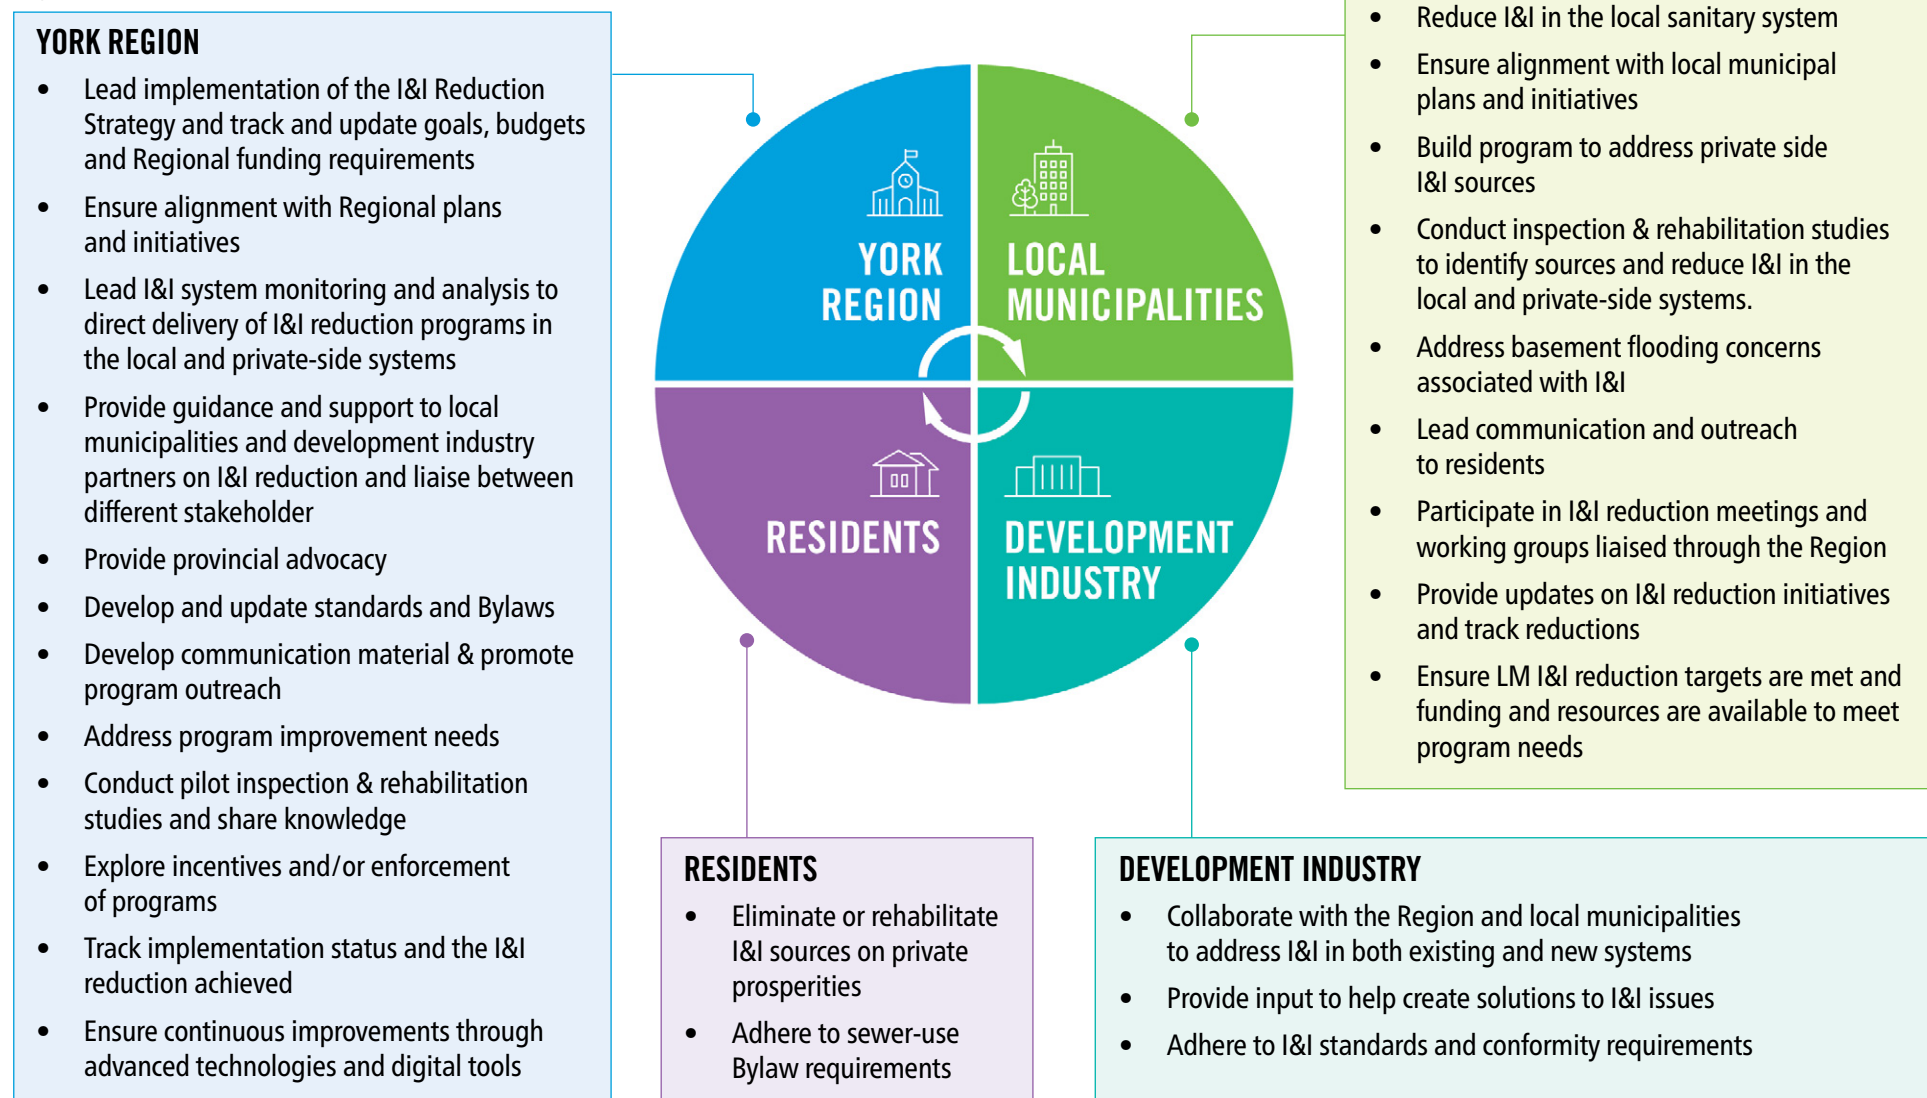 YORK REGION
• Lead implementation of the I&I Reduction
Strategy and track and update goals, budgets
and Regional funding requirements
• Ensure alignment with Regional plans
and initiatives
• Lead I&I system monitoring and analysis to
direct delivery of I&I reduction programs in
the local and private-side systems
• Provide guidance and support to local
municipalities and development industry
partners on I&I reduction and liaise between
different stakeholder
• Provide provincial advocacy
• Develop and update standards and Bylaws
• Develop communication material & promote
program outreach
• Address program improvement needs
• Conduct pilot inspection & rehabilitation
studies and share knowledge
• Explore incentives and/or enforcement
of programs
• Track implementation status and the I&I
reduction achieved
• Ensure continuous improvements through
advanced technologies and digital tools
YORK
REGION
LOCAL
MUNICIPALITIES
RESIDENTS
DEVELOPMENT
INDUSTRY
• Reduce I&I in the local sanitary system
• Ensure alignment with local municipal
plans and initiatives
• Build program to address private side
I&I sources
• Conduct inspection & rehabilitation studies
to identify sources and reduce I&I in the
local and private-side systems.
• Address basement flooding concerns
associated with I&I
• Lead communication and outreach
to residents
• Participate in I&I reduction meetings and
working groups liaised through the Region
• Provide updates on I&I reduction initiatives
and track reductions
• Ensure LM I&I reduction targets are met and
funding and resources are available to meet
program needs
RESIDENTS
• Eliminate or rehabilitate
I&I sources on private
prosperities
• Adhere to sewer-use
Bylaw requirements
DEVELOPMENT INDUSTRY
• Collaborate with the Region and local municipalities
to address I&I in both existing and new systems
• Provide input to help create solutions to I&I issues
• Adhere to I&I standards and conformity requirements